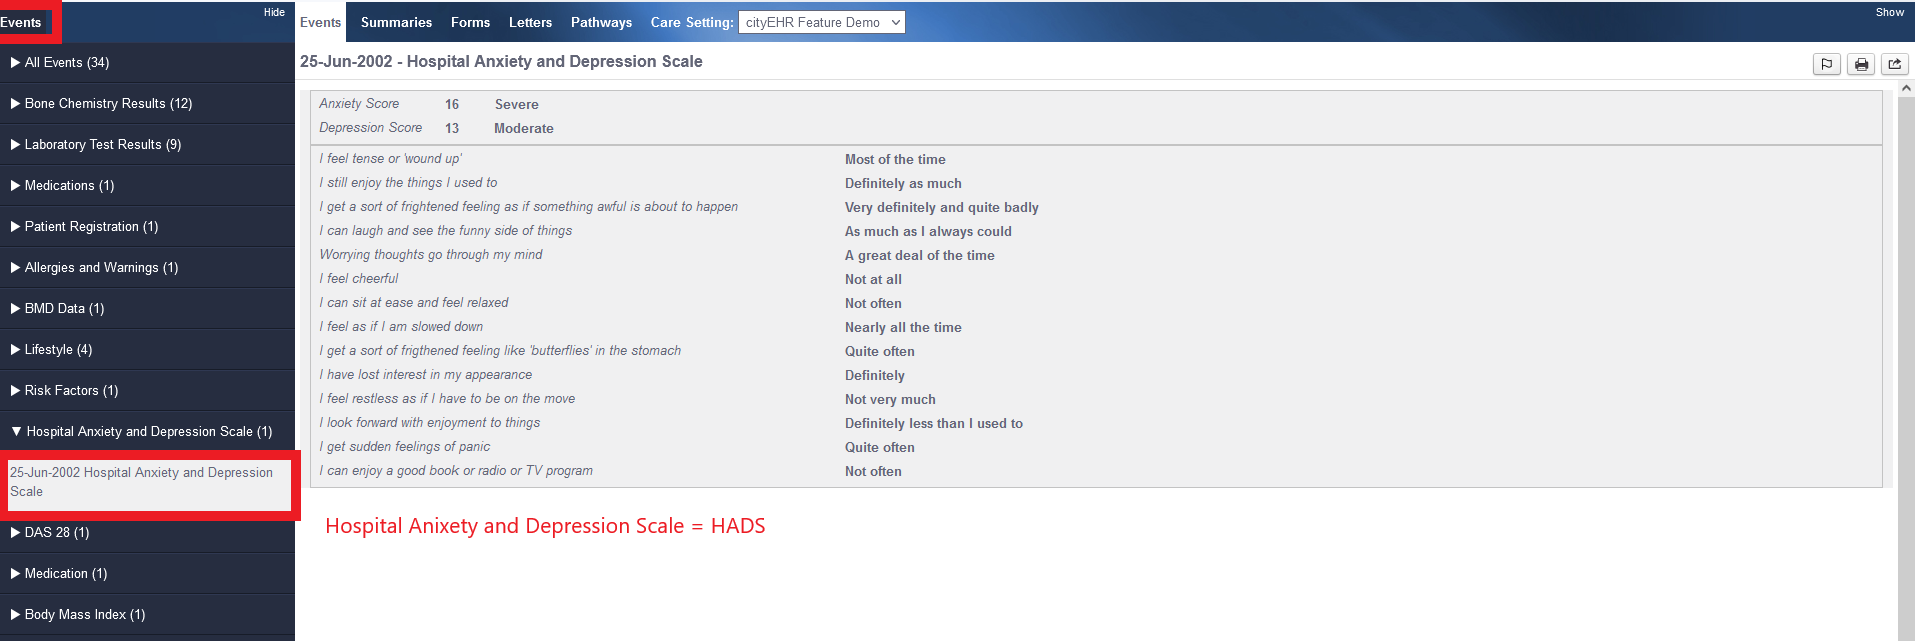 Events
Hide
▶ All Events (34)
▶ Bone Chemistry Results (12)
▶ Laboratory Test Results (9)
▶ Medications (1)
▶ Patient Registration (1)
▶ Allergies and Warnings (1)
▶ BMD Data (1)
▶ Lifestyle (4)
▶ Risk Factors (1)
▼ Hospital Anxiety and Depression Scale (1)
25-Jun-2002 Hospital Anxiety and Depression
Scale
▶ DAS 28 (1)
▶ Medication (1)
▶ Body Mass Index (1)
Events Summaries Forms Letters Pathways Care Setting: cityEHR Feature Demo
Show
25-Jun-2002 - Hospital Anxiety and Depression Scale
Anxiety Score 16 Severe
Depression Score 13 Moderate
I feel tense or 'wound up' Most of the time
I still enjoy the things I used to Definitely as much
I get a sort of frightened feeling as if something awful is about to happen Very definitely and quite badly
I can laugh and see the funny side of things As much as I always could
Worrying thoughts go through my mind A great deal of the time
I feel cheerful Not at all
I can sit at ease and feel relaxed Not often
I feel as if I am slowed down Nearly all the time
I get a sort of frigthened feeling like 'butterflies' in the stomach Quite often
I have lost interest in my appearance Definitely
I feel restless as if I have to be on the move Not very much
I look forward with enjoyment to things Definitely less than I used to
I get sudden feelings of panic Quite often
I can enjoy a good book or radio or TV program Not often
Hospital Anixety and Depression Scale = HADS